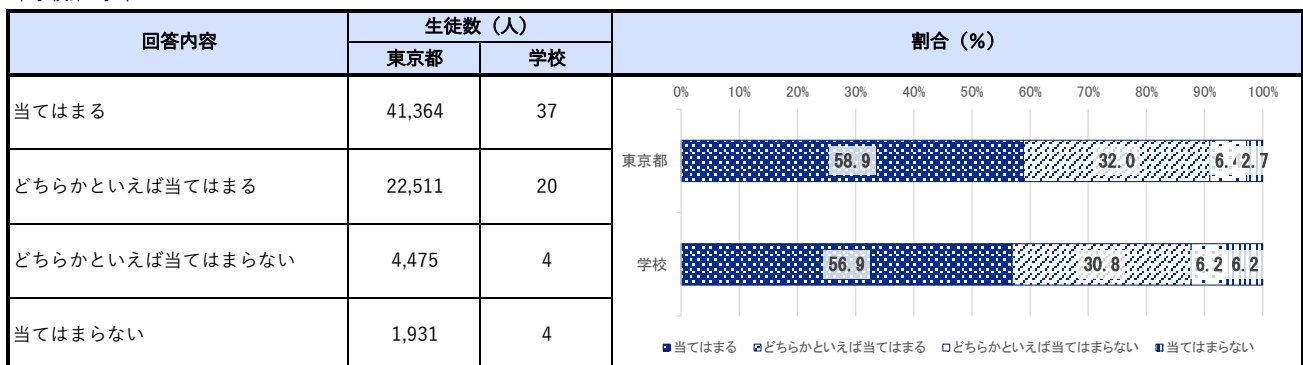 回答内容 生徒数（人） 割合（%）
東京都 学校
当てはまる 41,364 37
どちらかといえば当てはまる 22,511 20
どちらかといえば当てはまらない 4,475 4
当てはまらない 1,931 4
0% 10% 20% 30% 40% 50% 60% 70% 80% 90% 100%
東京都 58.9 32.0 6.4 2.7
学校 56.9 30.8 6.2 6.2
当てはまる どちらかといえば当てはまる どちらかといえば当てはまらない 当てはまらない